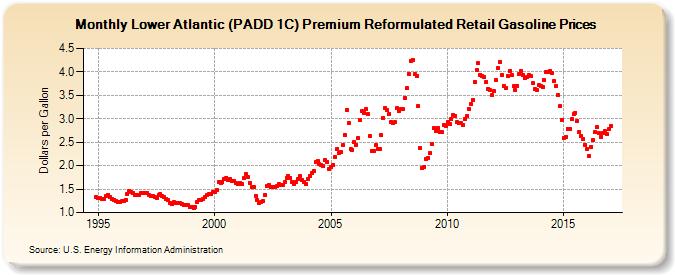 Monthly Lower Atlantic (PADD 1C) Premium Reformulated Retail Gasoline Prices
Dollars per Gallon
4.5
4.0
3.5
3.0
2.5
2.0
1.5
1.0
1995 2000 2005 2010 2015
Source: U.S. Energy Information Administration